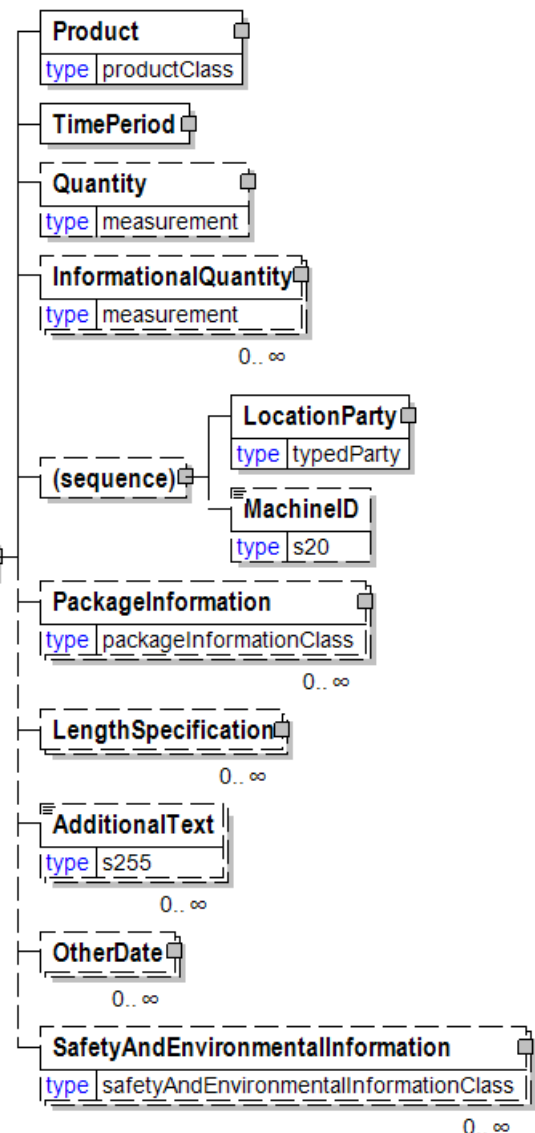 Product
type productClass
TimePeriod
Quantity
type measurement
InformationalQuantity
type measurement
0.. ∞
LocationParty
type typedParty
(sequence)
MachineID
type s20
PackageInformation
type packageInformationClass
0.. ∞
LengthSpecification
0.. ∞
AdditionalText
type s255
0.. ∞
OtherDate
0.. ∞
SafetyAndEnvironmentalInformation
type safetyAndEnvironmentalInformationClass
0.. ∞